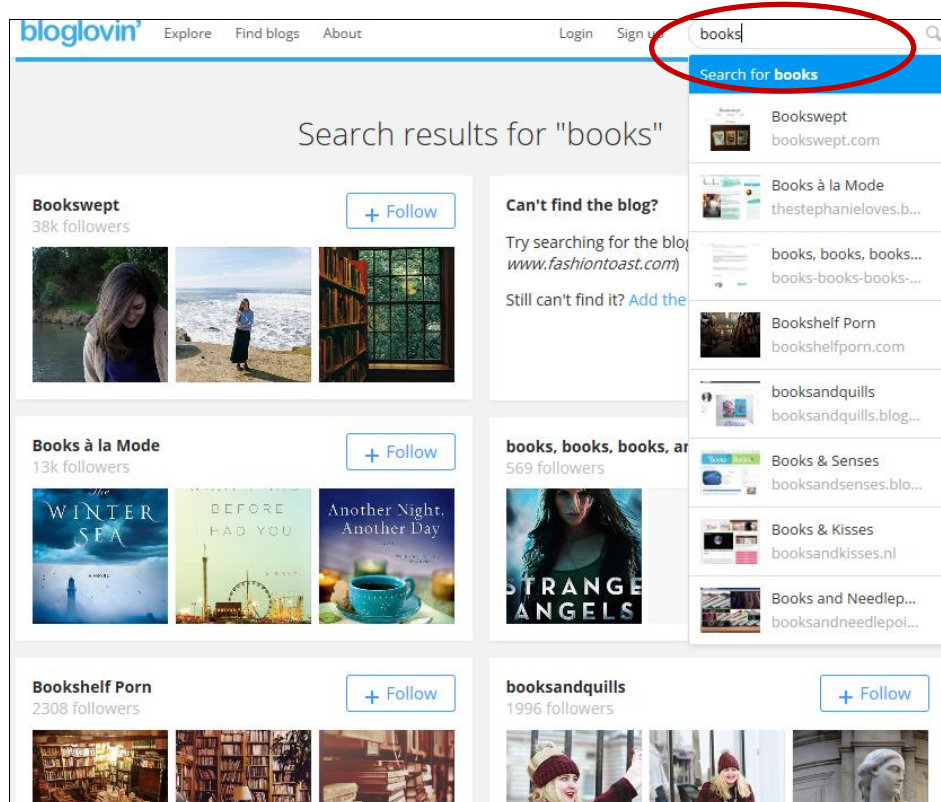 bloglovin'
Explore Find blogs About
Login Sign up
books
Search for books
Bookswept
bookswept.com
Books à la Mode
thestephanieloves.b...
books, books, books...
books-books-books-...
Bookshelf Porn
bookshelfporn.com
booksandquills
booksandquills.blog...
Books & Senses
booksandsenses.blo...
Books & Kisses
booksandkisses.nl
Books and Needlep...
booksandneedlepoi...
Search results for "books"
Bookswept
38k followers
+ Follow
Can't find the blog?
Try searching for the blog
www.fashiontoast.com)
Still can't find it? Add the
Books à la Mode
13k followers
+ Follow
The
WINTER
SEA
A NOVEL
BEFORE
I HAD YOU
A NOVEL
Another Night,
Another Day
books, books, books, an
569 followers
STRANGE
ANGELS
Bookshelf Porn
2308 followers
+ Follow
booksandquills
1996 followers
+ Follow